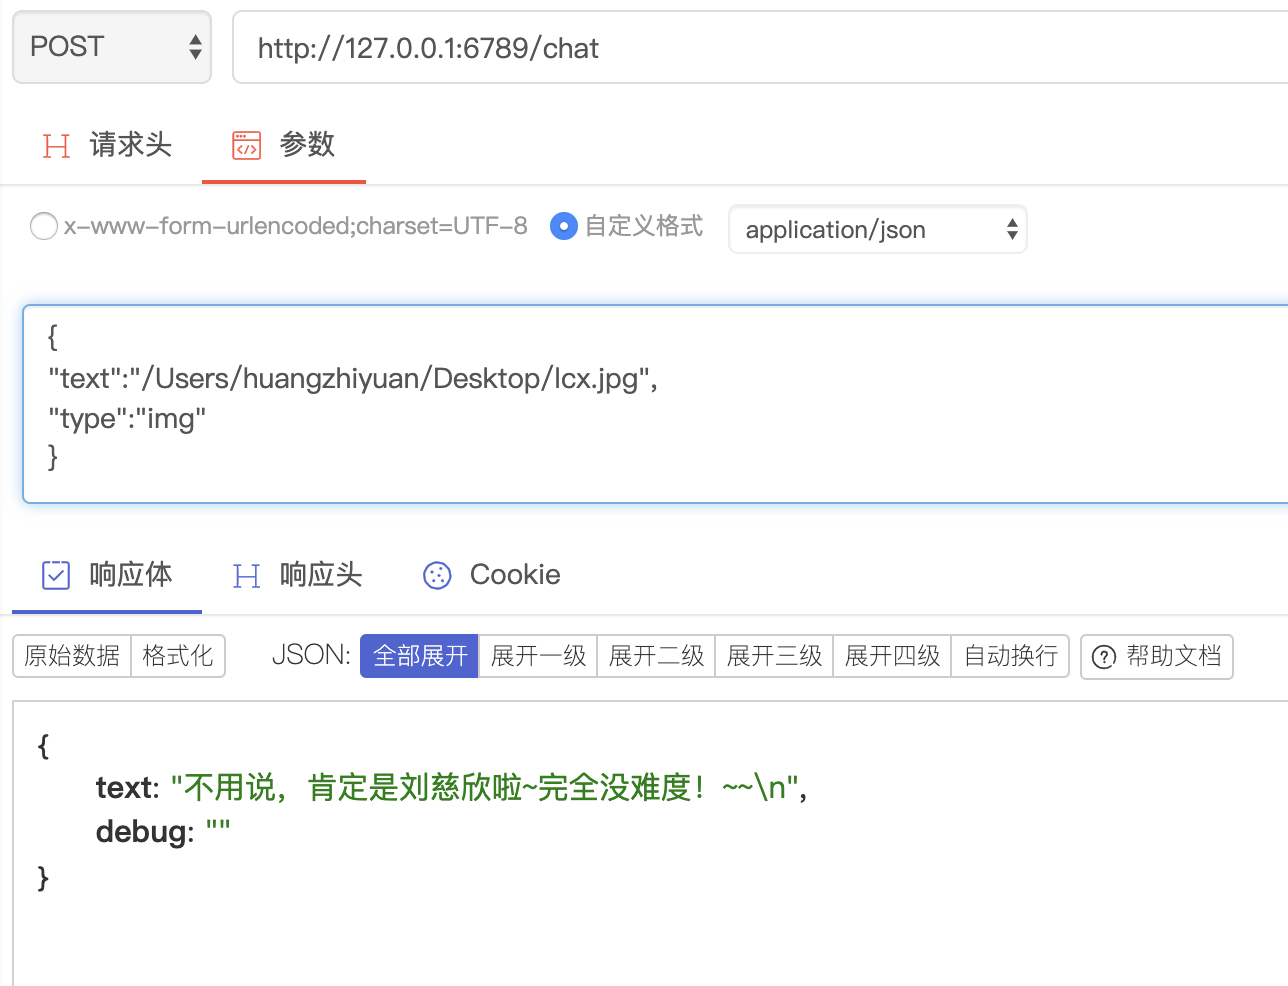 POST
http://127.0.0.1:6789/chat
请求头
参数
x-www-form-urlencoded;charset=UTF-8
自定义格式
application/json
{
"text":"/Users/huangzhiyuan/Desktop/lcx.jpg",
"type":"img"
}
响应体
响应头
Cookie
原始数据
格式化
JSON:
全部展开
展开一级
展开二级
展开三级
展开四级
自动换行
帮助文档
{
text: "不用说，肯定是刘慈欣啦~完全没难度！~~\n",
debug: ""
}